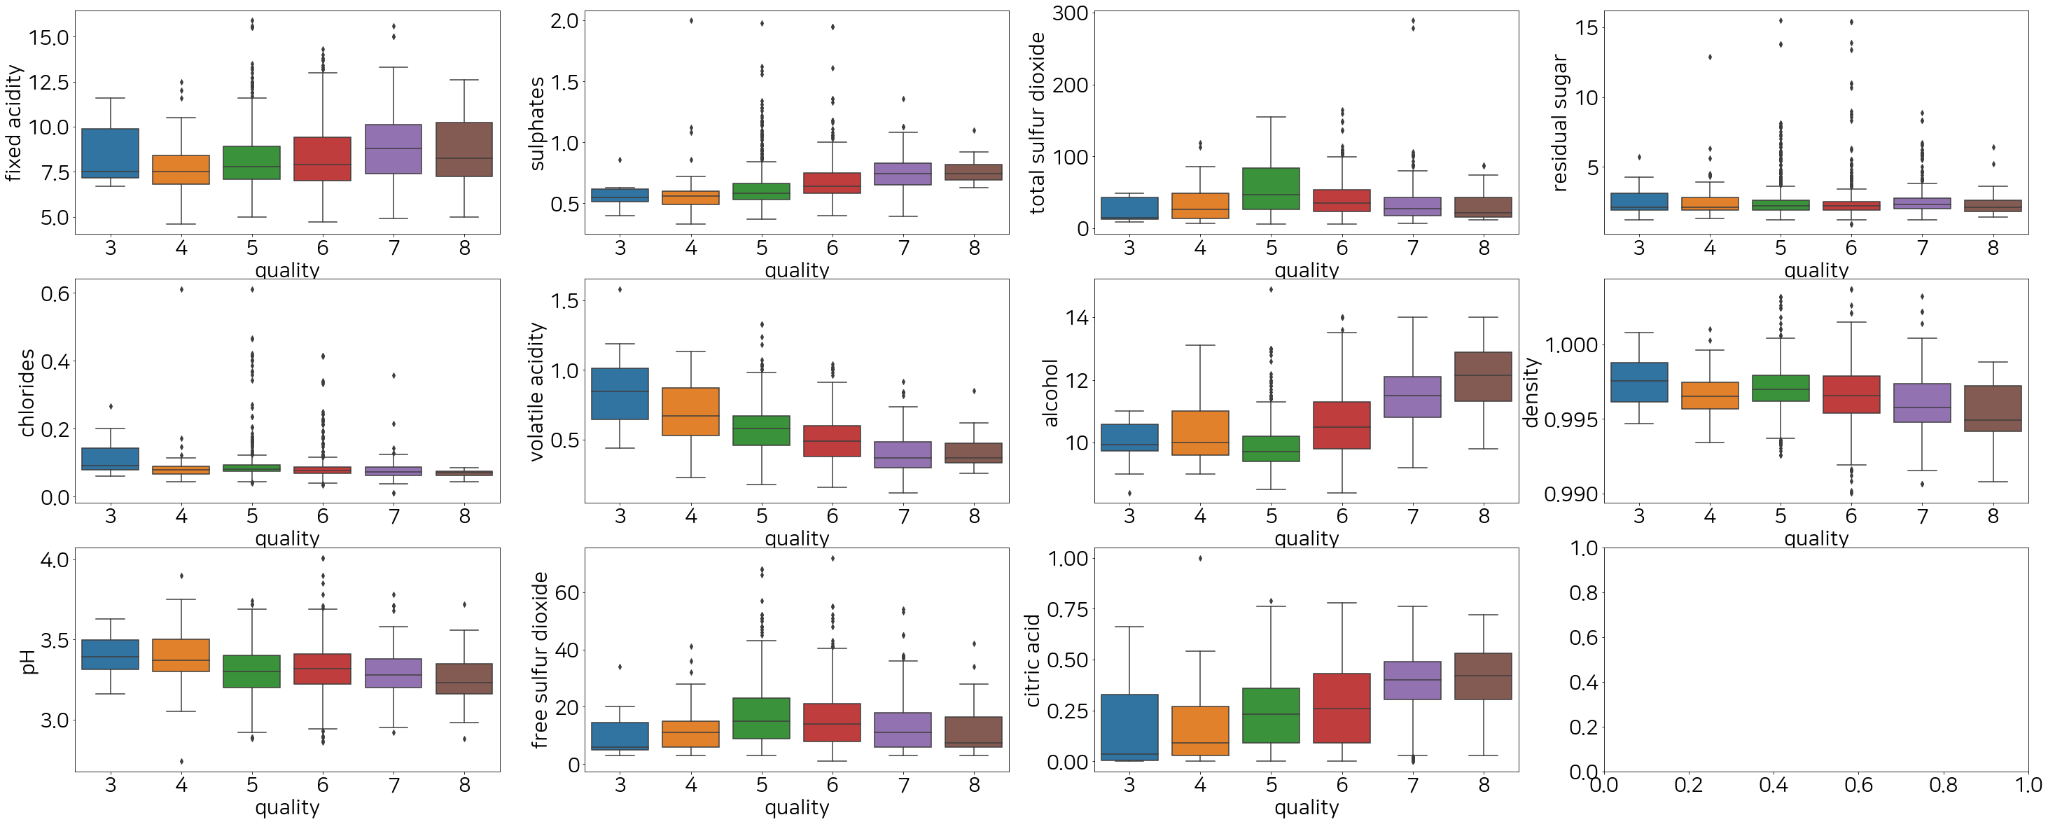 fixed acidity
15.0
12.5
10.0
7.5
5.0
3 4 5 6 7 8
quality
sulphates
2.0
1.5
1.0
0.5
3 4 5 6 7 8
quality
total sulfur dioxide
300
200
100
0
3 4 5 6 7 8
quality
residual sugar
15
10
5
3 4 5 6 7 8
quality
chlorides
0.6
0.4
0.2
0.0
3 4 5 6 7 8
quality
volatile acidity
1.5
1.0
0.5
3 4 5 6 7 8
quality
alcohol
14
12
10
3 4 5 6 7 8
quality
density
1.000
0.995
0.990
3 4 5 6 7 8
quality
pH
4.0
3.5
3.0
3 4 5 6 7 8
quality
free sulfur dioxide
60
40
20
0
3 4 5 6 7 8
quality
citric acid
1.00
0.75
0.50
0.25
0.00
3 4 5 6 7 8
quality
1.0
0.8
0.6
0.4
0.2
0.0
0.0 0.2 0.4 0.6 0.8 1.0